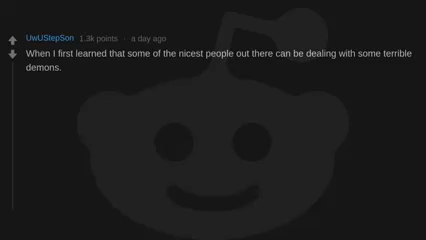 UwUStepSon 1.3k points · a day ago
When I first learned that some of the nicest people out there can be dealing with some terrible
demons.